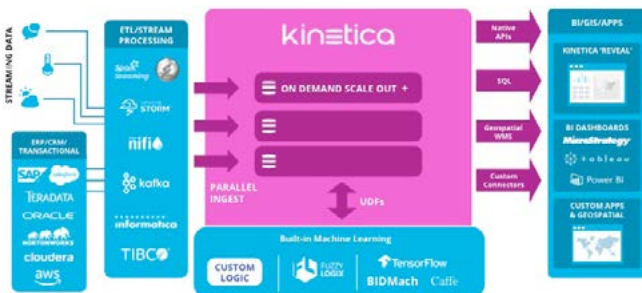 STREAMING DATA
ETL/STREAM
PROCESSING
STORM
nifi
kafka
Informatica
TIBCO
ERP/CRM/
TRANSACTIONAL
SAP
salesforce
TERADATA
ORACLE
HORTONWORKS
cloudera
aws
kinetica
ON DEMAND SCALE OUT +
PARALLEL
INGEST
UDFs
Built-in Machine Learning
CUSTOM
LOGIC
FUZZY
LOGIX
TensorFlow
BIDMach
Caffe
Native
APIs
SQL
Geospatial
WMS
Custom
Connectors
BI/GIS/APPS
KINETICA 'REVEAL'
BI DASHBOARDS
MicroStrategy
tableau
Power BI
CUSTOM APPS
& GEOSPATIAL